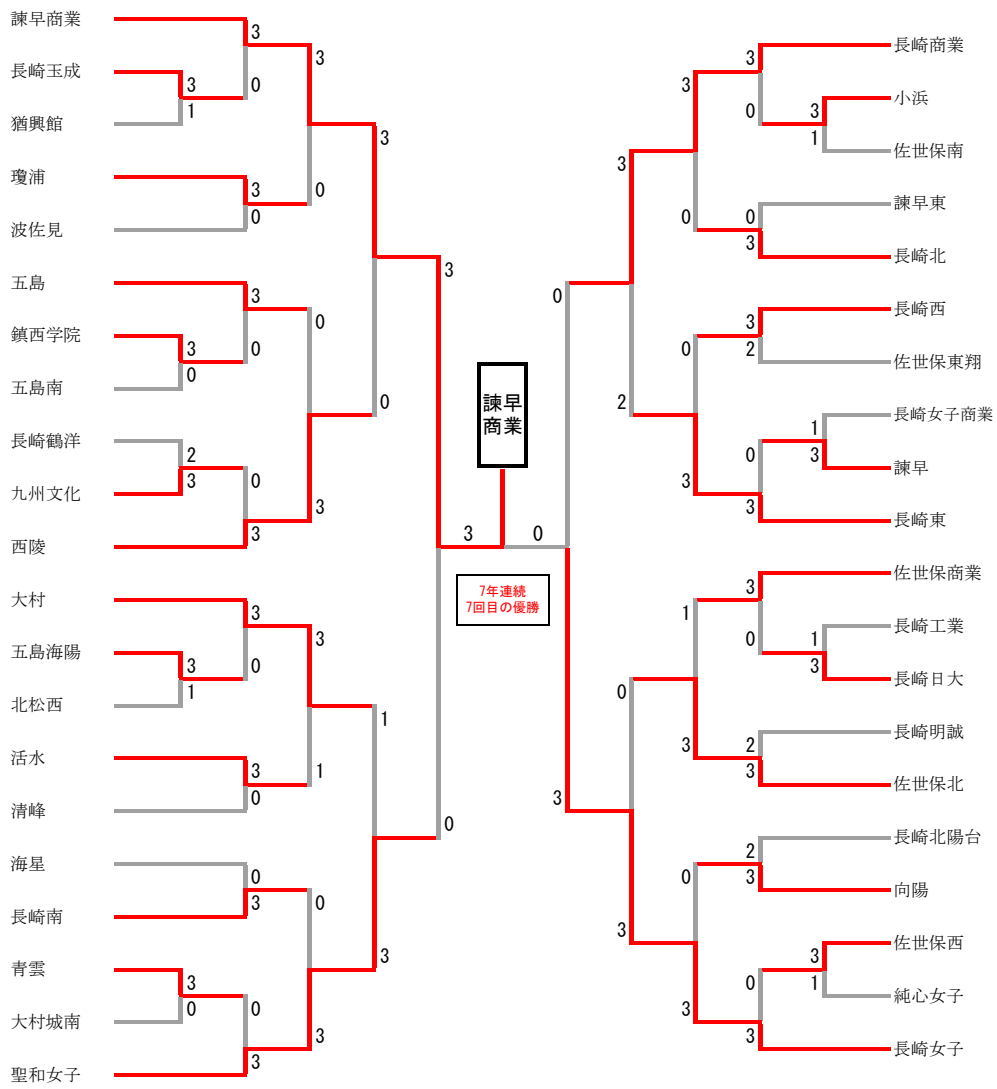 諫早商業
3
3
長崎玉成
3
0
1
猶興館
3
瓊浦
3
0
0
波佐見
3
五島
3
0
鎮西学院
3
0
0
五島南
0
長崎鶴洋
2
0
3
九州文化
3
西陵
3
大村
3
3
五島海陽
3
0
1
北松西
1
活水
3
1
0
清峰
0
海星
0
0
3
長崎南
3
青雲
3
0
0
大村城南
3
聖和女子
3
諫早
商業
3
0
7年連続
7回目の優勝
長崎商業
3
3
小浜
3
0
1
佐世保南
3
諫早東
0
0
3
長崎北
0
長崎西
3
0
2
佐世保東翔
2
長崎女子商業
1
0
3
諫早
3
長崎東
3
佐世保商業
3
1
長崎工業
1
0
3
長崎日大
0
長崎明誠
2
3
3
佐世保北
3
長崎北陽台
2
0
3
向陽
3
佐世保西
3
0
1
純心女子
3
長崎女子
3